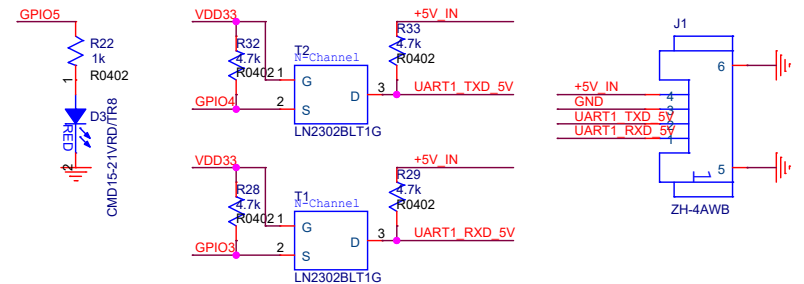 GPIO5
R22
1k
R0402
1
D3
RED
2
CMD15-21VRD/TR8
VDD33
R32
4.7k
R0402
GPIO4
T2
N-Channel
1
G
2
S
D
3
LN2302BLT1G
+5V_IN
R33
4.7k
R0402
UART1_TXD_5V
VDD33
R28
4.7k
R0402
GPIO3
T1
N-Channel
1
G
2
S
D
3
LN2302BLT1G
+5V_IN
R29
4.7k
R0402
UART1_RXD_5V
J1
6
+5V_IN
4
GND
3
UART1_TXD_5V
2
UART1_RXD_5V
1
5
ZH-4AWB